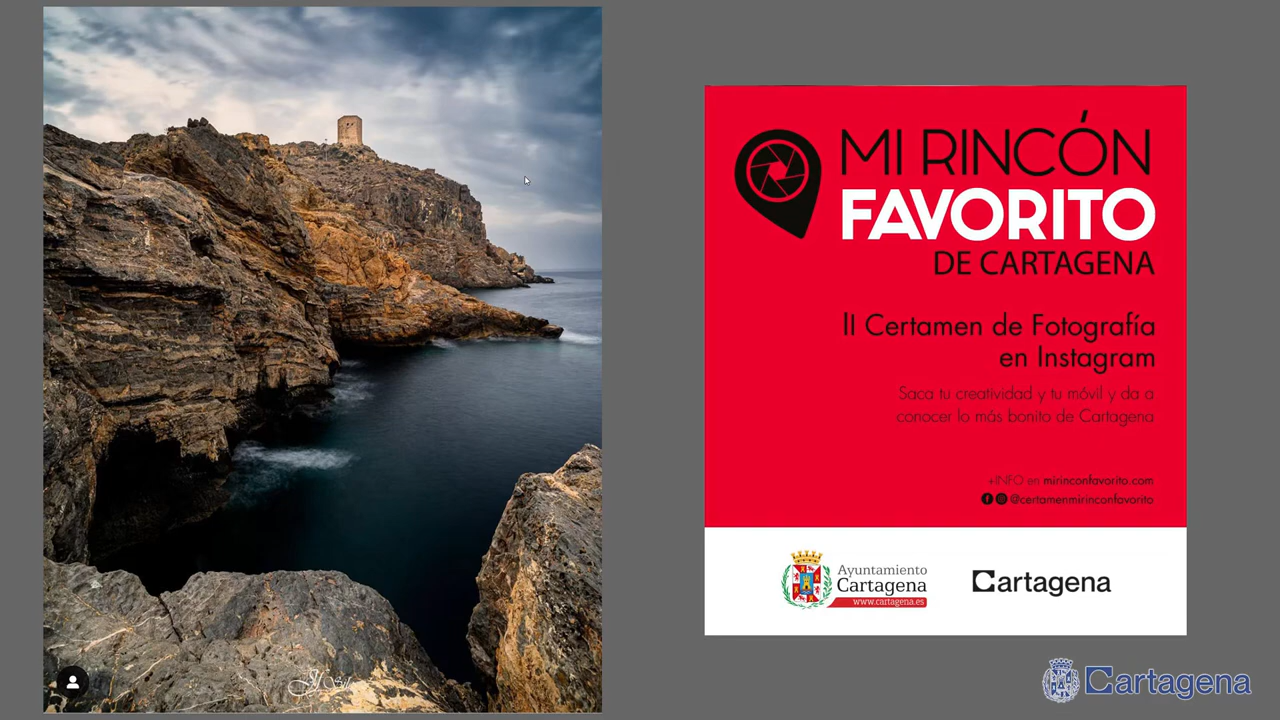 MI RINCÓN
FAVORITO
DE CARTAGENA
II Certamen de Fotografía
en Instagram
Saca tu creatividad y tu móvil y da a
conocer lo más bonito de Cartagena
+INFO en mirinconfavorito.com
@certamenmirinconfavorito
Ayuntamiento
Cartagena
www.cartagena.es
Cartagena
Cartagena